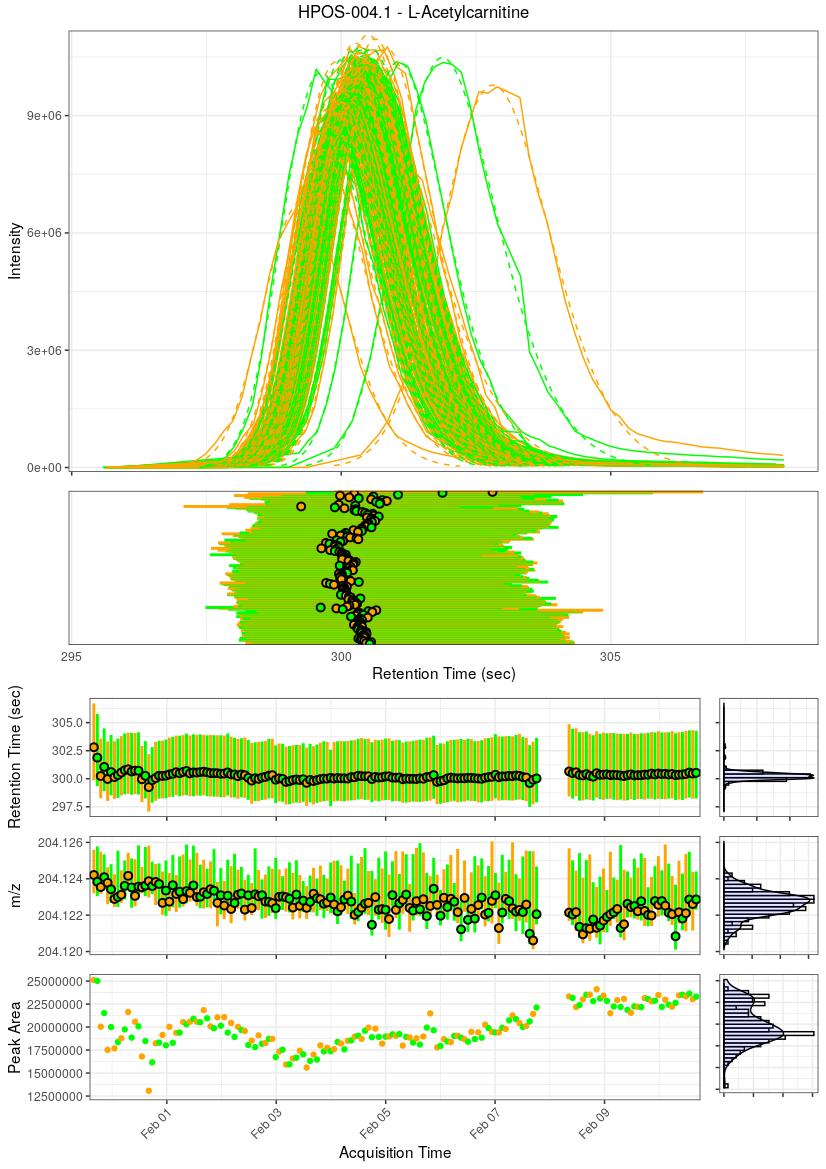 HPOS-004.1 - L-Acetylcarnitine
9e+06
6e+06
3e+06
0e+00
Intensity
295
300
305
Retention Time (sec)
305.0
302.5
300.0
297.5
Retention Time (sec)
204.126
204.124
204.122
204.120
m/z
25000000
22500000
20000000
17500000
15000000
12500000
Peak Area
Feb 01
Feb 03
Feb 05
Feb 07
Feb 09
Acquisition Time